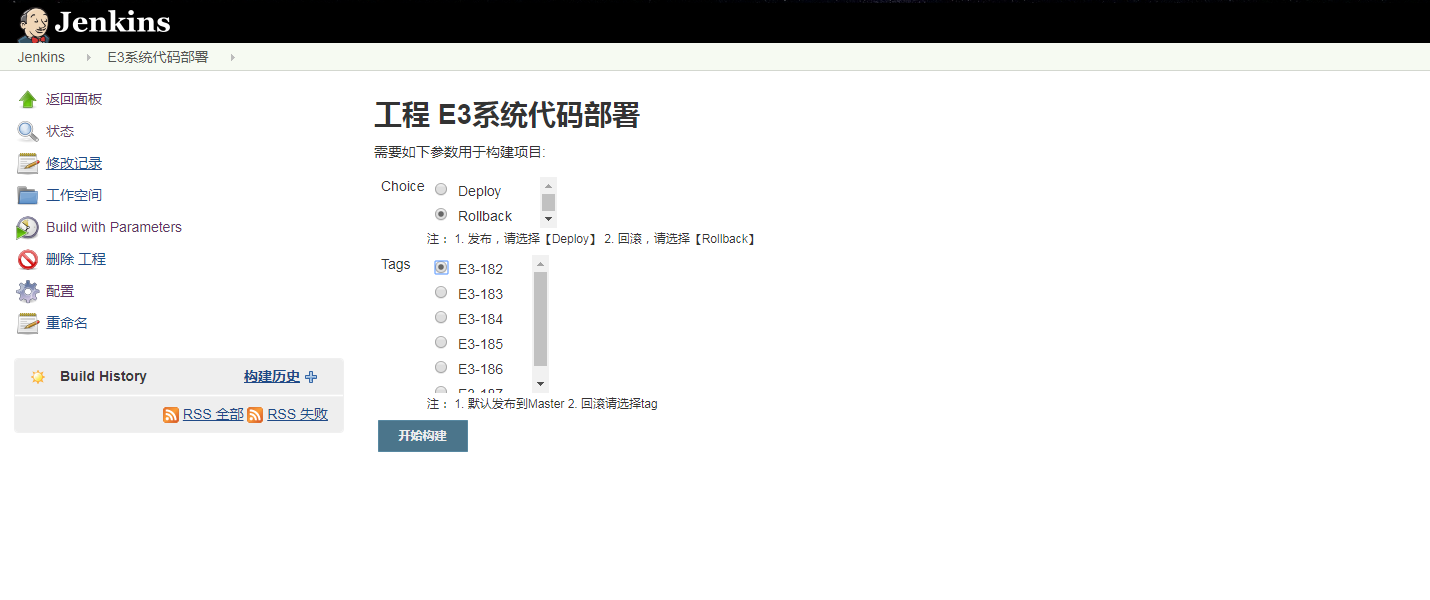 Jenkins
Jenkins E3系统代码部署
返回面板
状态
修改记录
工作空间
Build with Parameters
删除 工程
配置
重命名
Build History 构建历史
RSS 全部 RSS 失败
工程 E3系统代码部署
需要如下参数用于构建项目:
Choice
Deploy
Rollback
注： 1. 发布，请选择【Deploy】 2. 回滚，请选择【Rollback】
Tags
E3-182
E3-183
E3-184
E3-185
E3-186
E3-187
注： 1. 默认发布到Master 2. 回滚请选择tag
开始构建